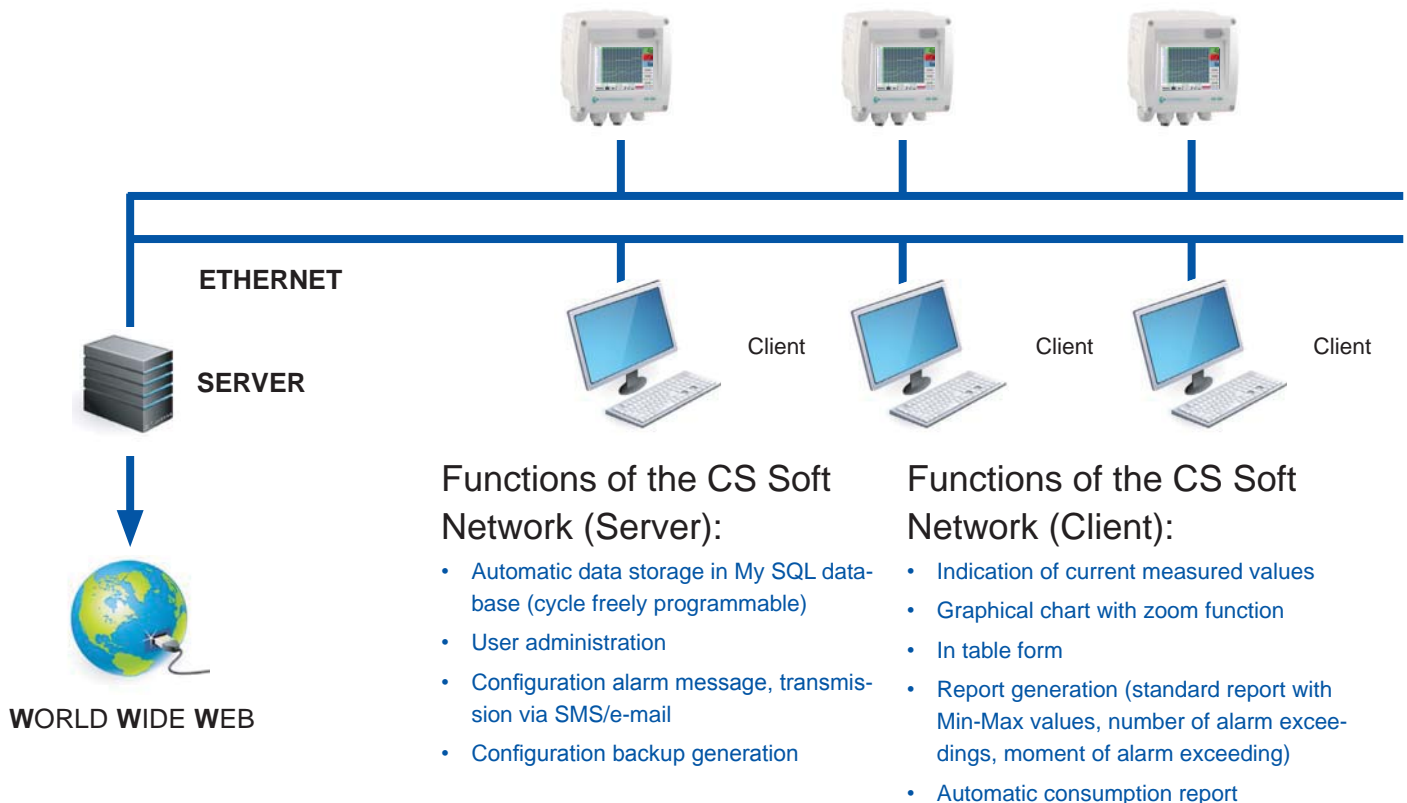 ETHERNET
Client
Client
Client
SERVER
WORLD WIDE WEB
Functions of the CS Soft
Network (Server):
• Automatic data storage in My SQL data-
base (cycle freely programmable)
• User administration
• Configuration alarm message, transmis-
sion via SMS/e-mail
• Configuration backup generation
Functions of the CS Soft
Network (Client):
• Indication of current measured values
• Graphical chart with zoom function
• In table form
• Report generation (standard report with
Min-Max values, number of alarm excee-
dings, moment of alarm exceeding)
• Automatic consumption report